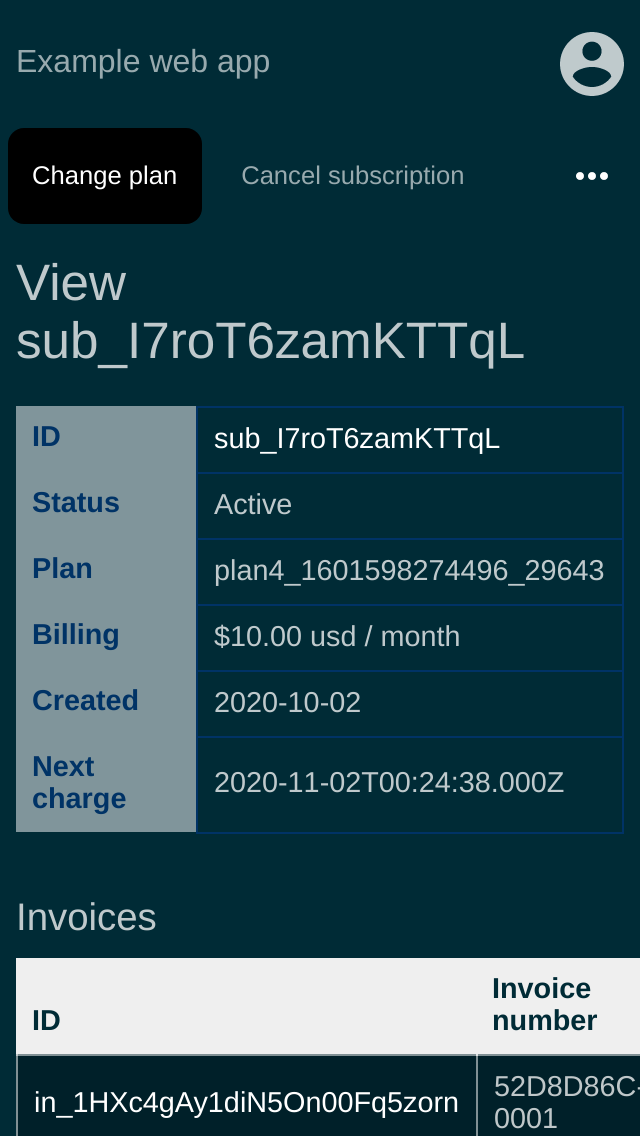 Example web app
Change plan
Cancel subscription
View
sub_I7roT6zamKTTqL
ID
sub_I7roT6zamKTTqL
Status
Active
Plan
plan4_1601598274496_29643
Billing
$10.00 usd / month
Created
2020-10-02
Next
charge
2020-11-02T00:24:38.000Z
Invoices
ID
Invoice
number
in_1HXc4gAy1diN5On00Fq5zorn
52D8D86C-
0001